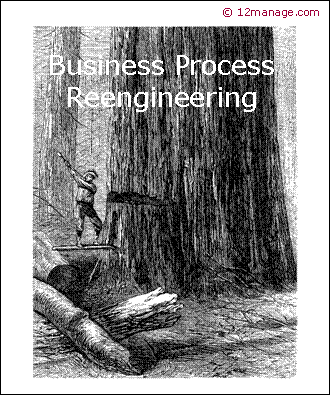 © 12manage.com
Business Process
Reengineering